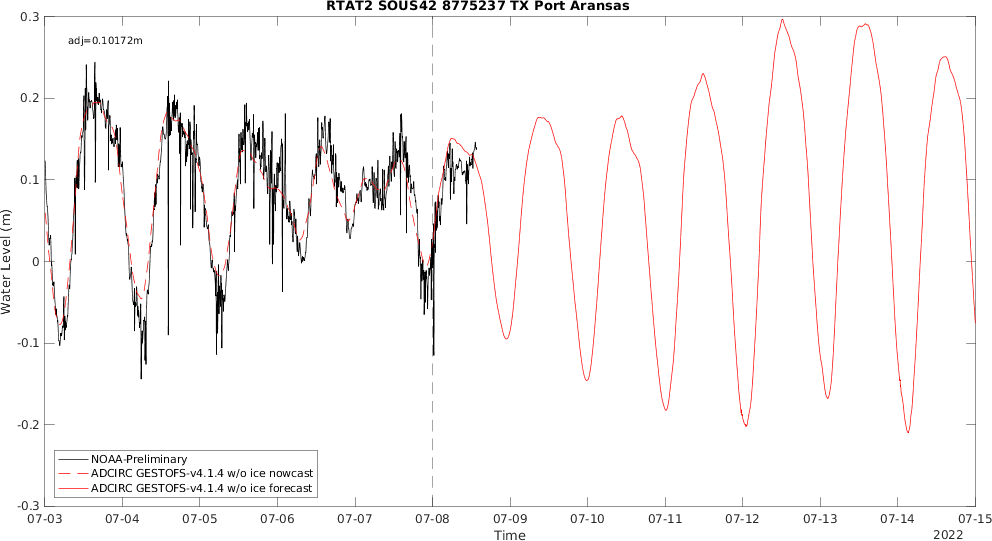 RTAT2 SOUS42 8775237 TX Port Aransas
adj=0.10172m
0.3
0.2
0.1
0
-0.1
-0.2
-0.3
Water Level (m)
NOAA-Preliminary
ADCIRC GESTOFS-v4.1.4 w/o ice nowcast
ADCIRC GESTOFS-v4.1.4 w/o ice forecast
07-03 07-04 07-05 07-06 07-07 07-08 07-09 07-10 07-11 07-12 07-13 07-14 07-15
Time
2022